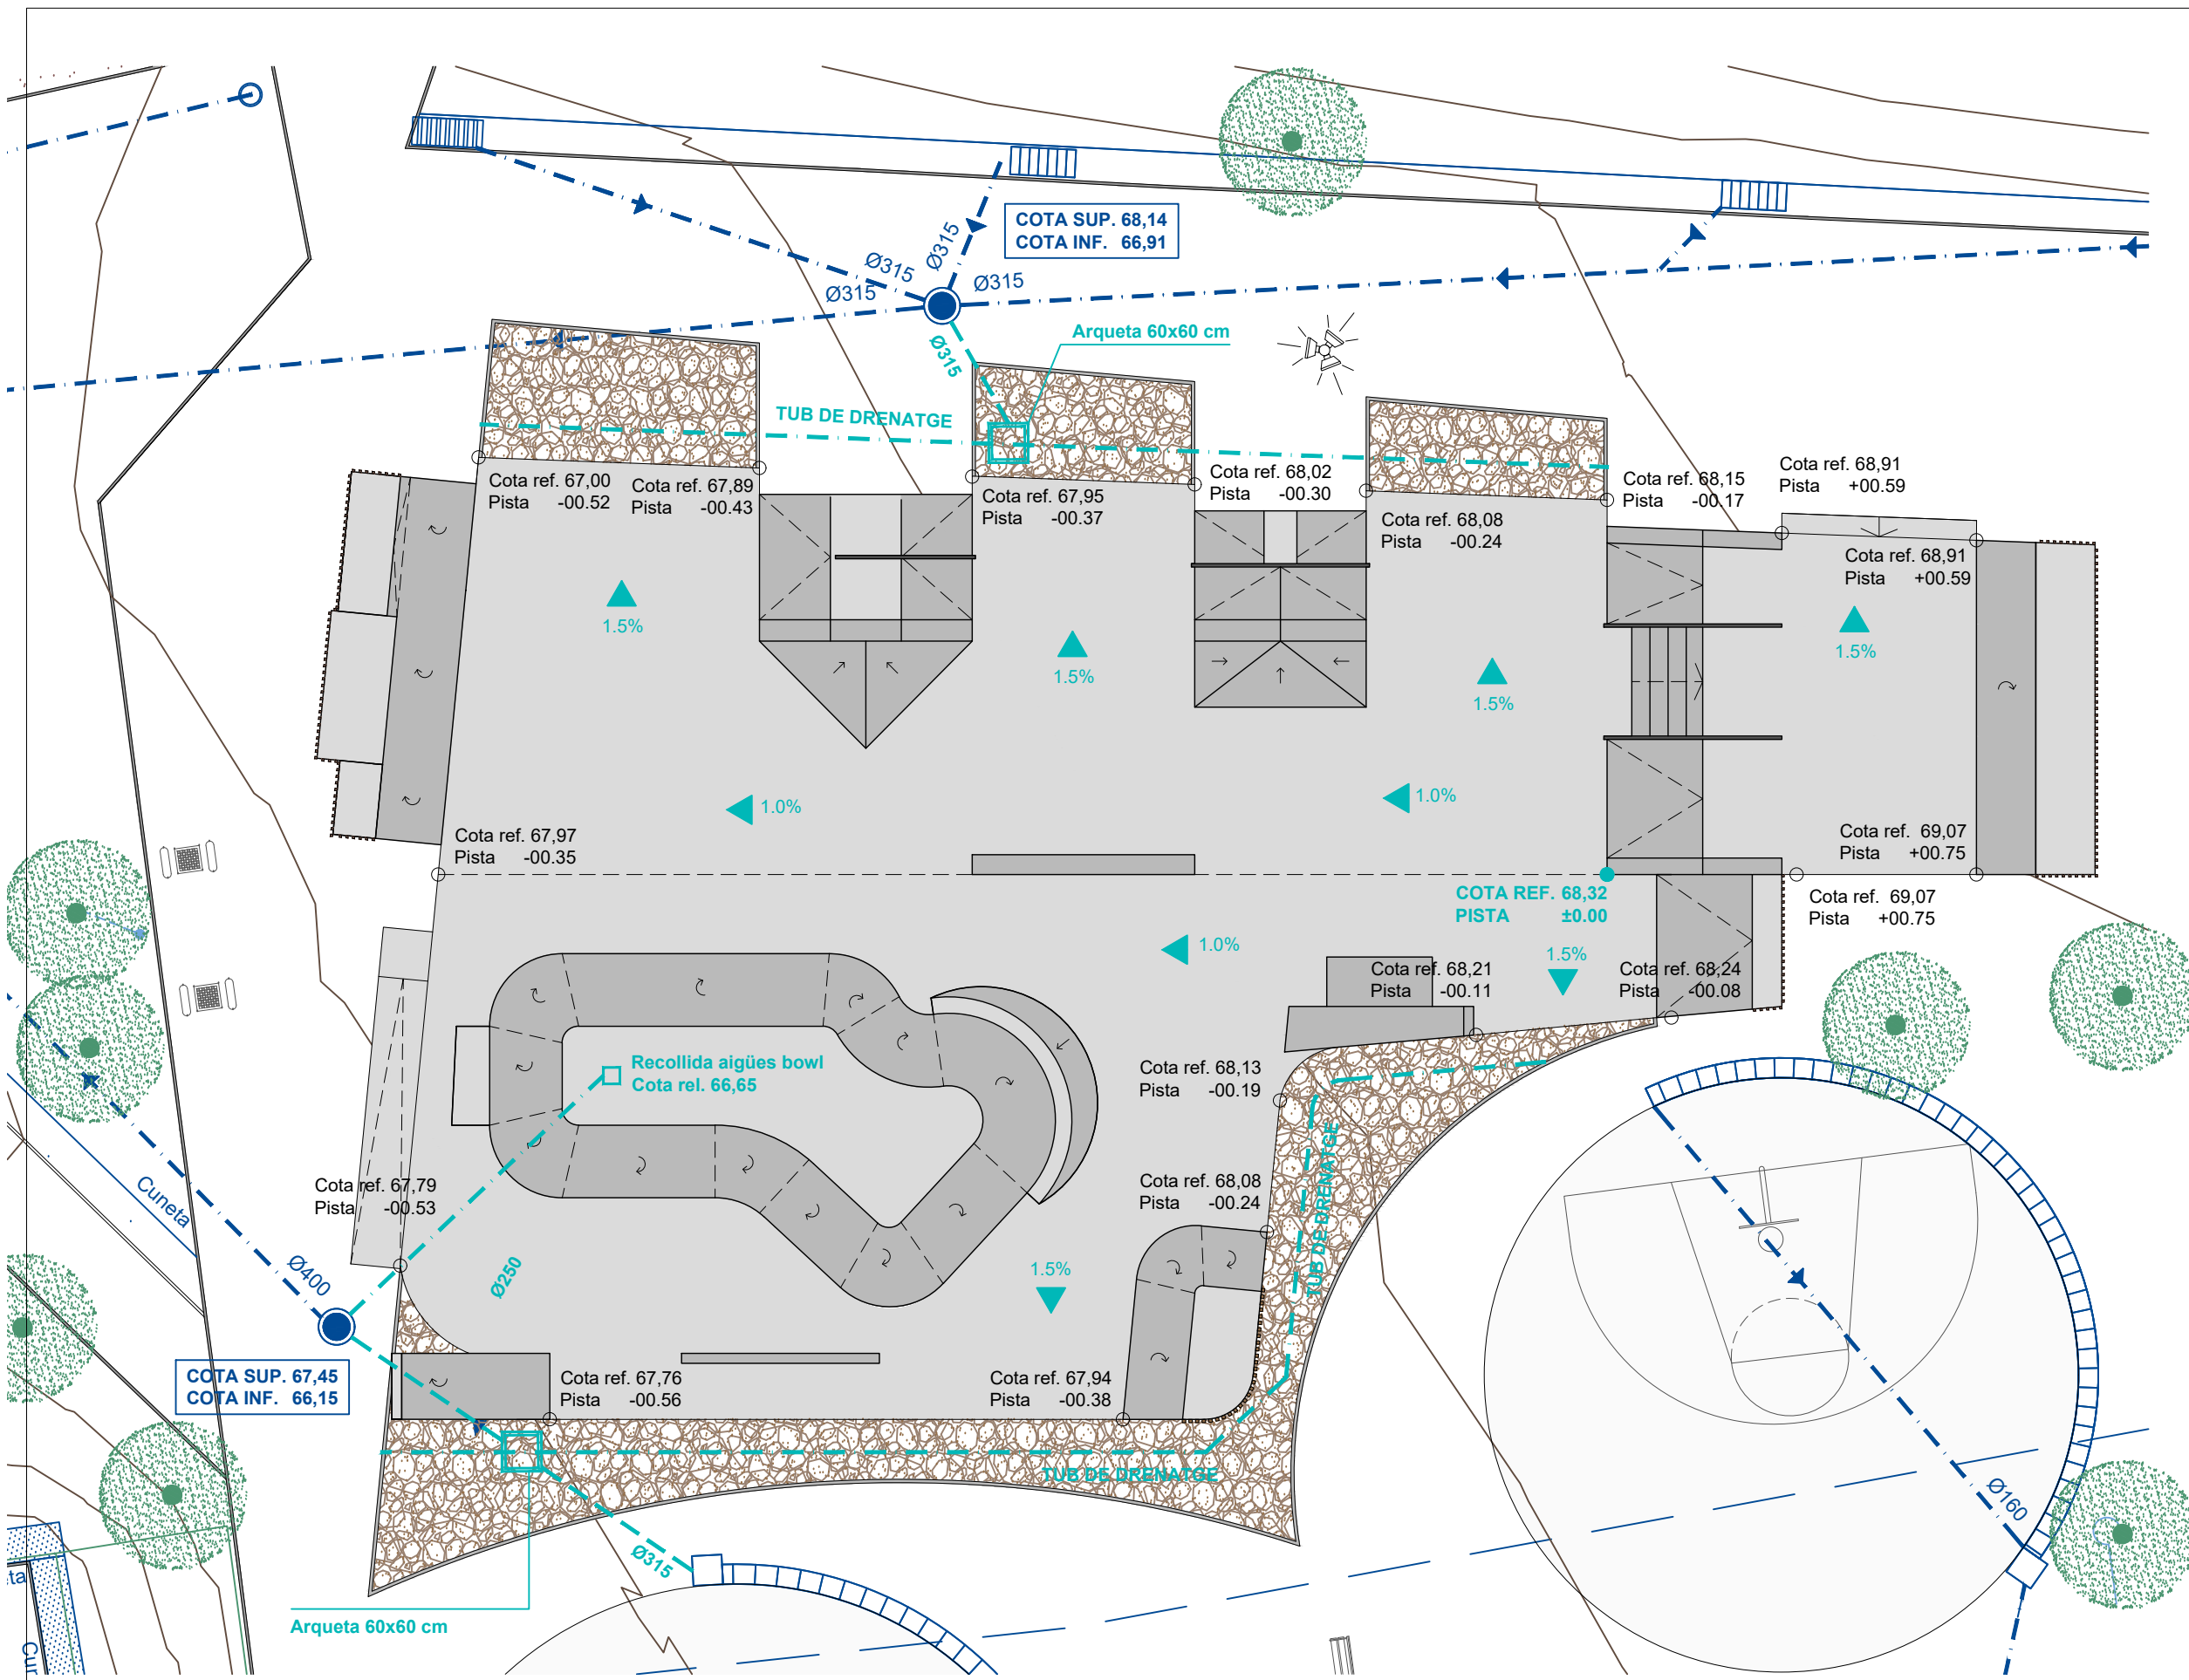 COTA SUP. 68,14
COTA INF. 66,91
Ø315
Ø315
Ø315
Ø315
Ø315
Arqueta 60x60 cm
TUB DE DRENATGE
Cota ref. 67,00
Pista -00.52
Cota ref. 67,89
Pista -00.43
Cota ref. 67,95
Pista -00.37
Cota ref. 68,02
Pista -00.30
Cota ref. 68,08
Pista -00.24
Cota ref. 68,15
Pista -00.17
Cota ref. 68,91
Pista +00.59
Cota ref. 68,91
Pista +00.59
1.5%
1.5%
1.5%
1.5%
1.0%
1.0%
Cota ref. 67,97
Pista -00.35
Cota ref. 69,07
Pista +00.75
COTA REF. 68,32
PISTA ±0.00
Cota ref. 69,07
Pista +00.75
1.0%
1.5%
Cota ref. 68,21
Pista -00.11
Cota ref. 68,24
Pista -00.08
Recollida aigües bowl
Cota rel. 66,65
Cota ref. 68,13
Pista -00.19
TUB DE DRENATGE
Cota ref. 67,79
Pista -00.53
Cota ref. 68,08
Pista -00.24
Cuneta
Ø400
Ø250
1.5%
COTA SUP. 67,45
COTA INF. 66,15
Cota ref. 67,76
Pista -00.56
Cota ref. 67,94
Pista -00.38
TUB DE DRENATGE
Ø160
Ø315
Arqueta 60x60 cm
ta
Cur